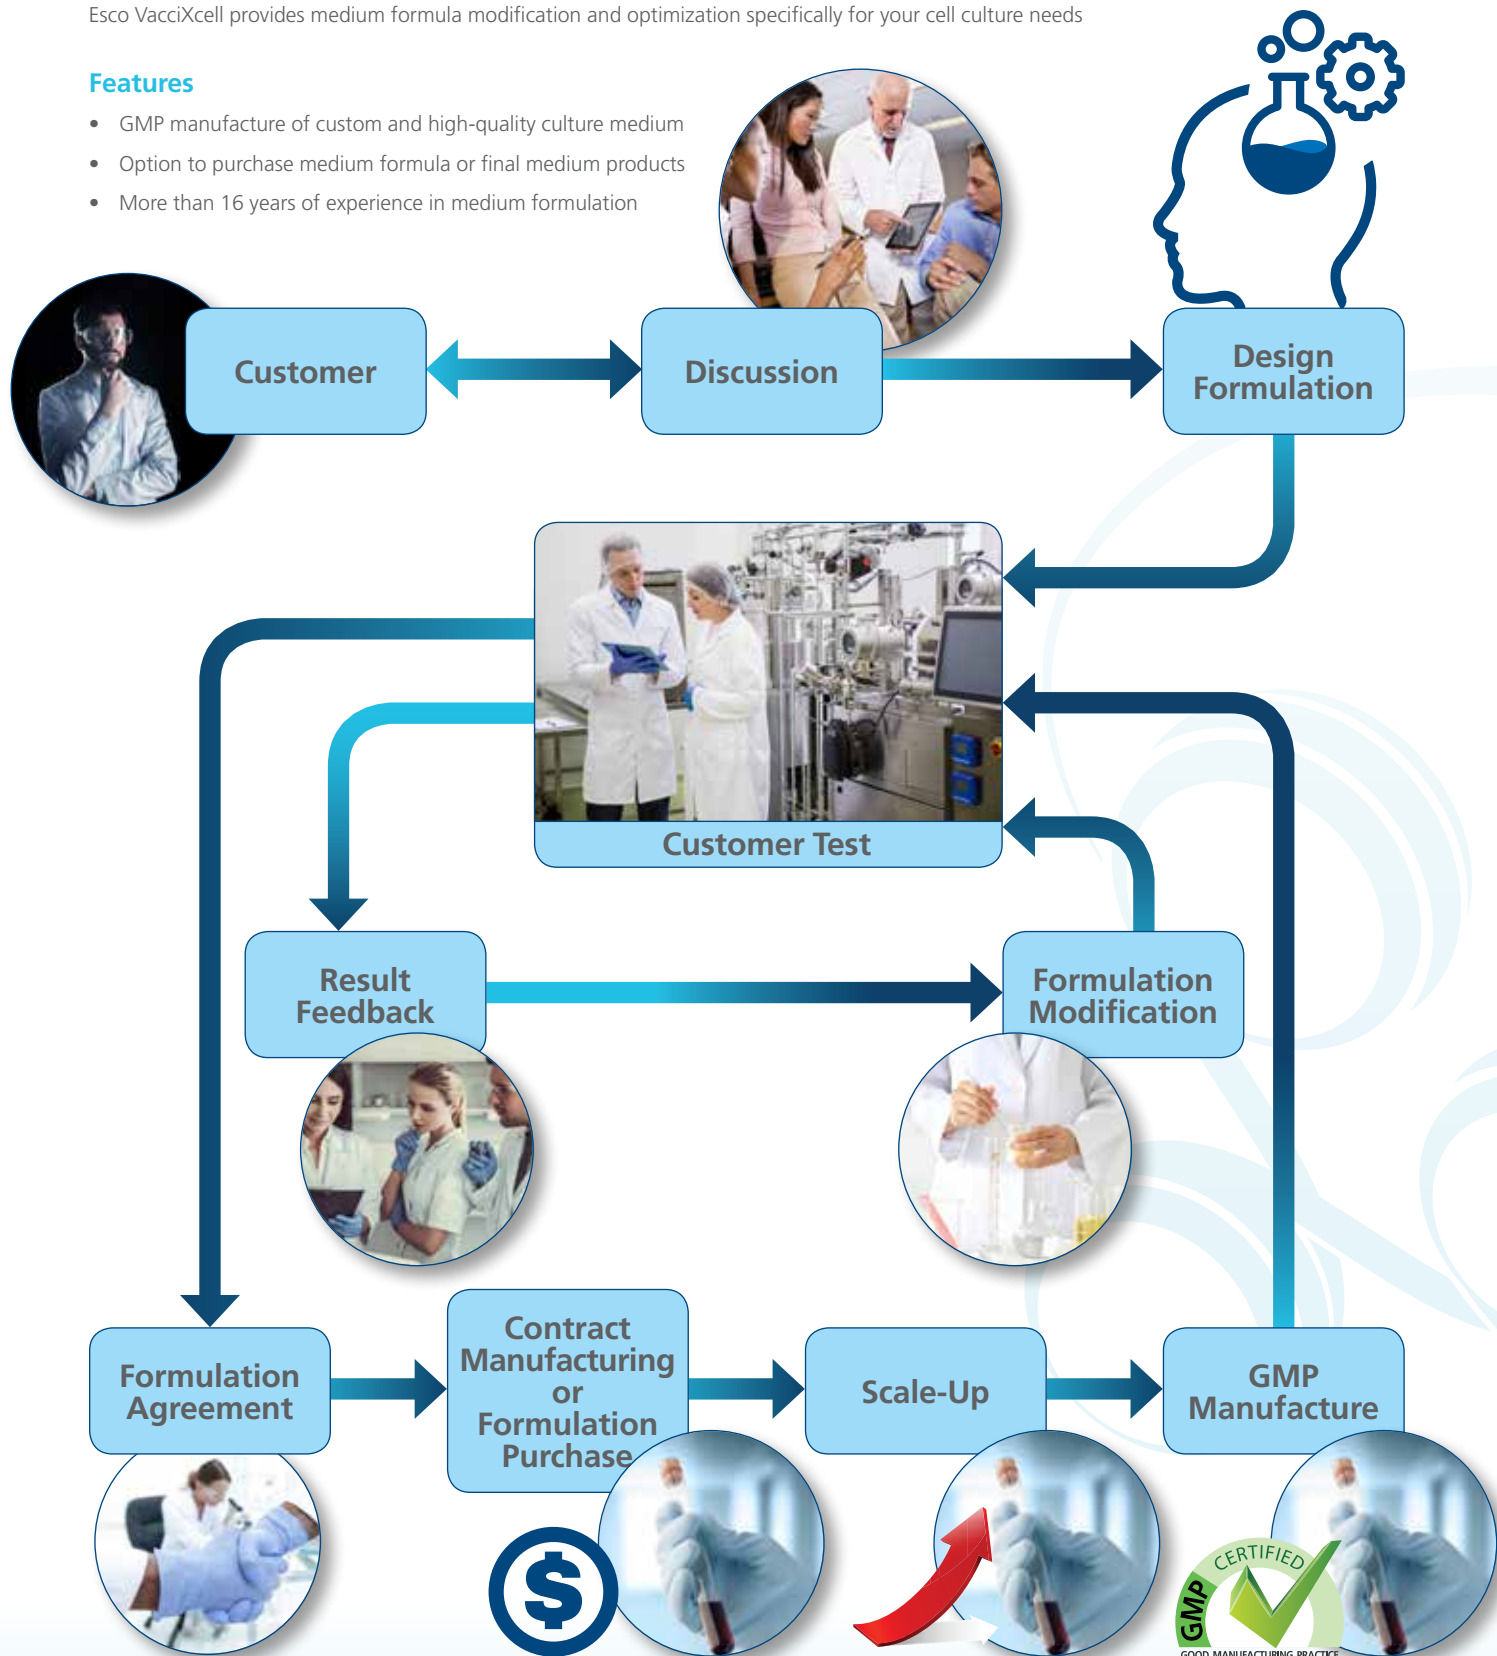 Esco VacciXcell provides medium formula modification and optimization specifically for your cell culture needs
Features
• GMP manufacture of custom and high-quality culture medium
• Option to purchase medium formula or final medium products
• More than 16 years of experience in medium formulation
Customer
Discussion
Design
Formulation
Customer Test
Result
Feedback
Formulation
Modification
Formulation
Agreement
Contract
Manufacturing
or
Formulation
Purchase
Scale-Up
GMP
Manufacture
$
GMP CERTIFIED
GOOD MANUFACTURING PRACTICE